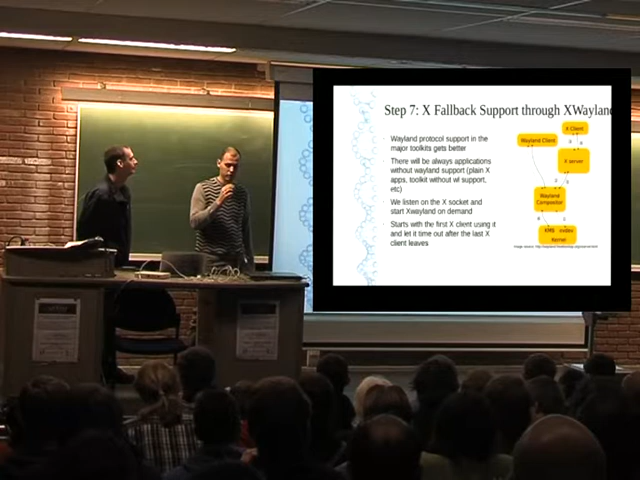 Step 7: X Fallback Support through XWayland
Wayland protocol support in the
major toolkits gets better
There will be always applications
without wayland support (plain X
apps, toolkit without wl support,
etc)
We listen on the X socket and
start Xwayland on demand
Starts with the first X client using it
and let it time out after the last X
client leaves
X Client
Wayland Client
X server
Wayland
Compositor
KMS evdev
Kernel